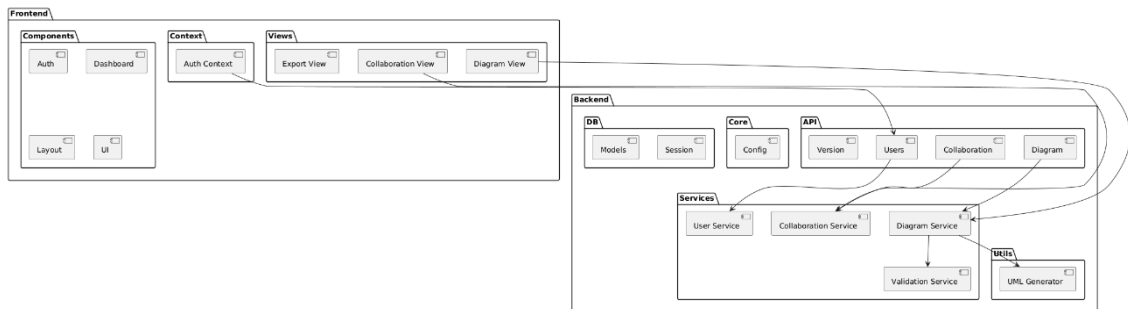 Frontend
Components
Context
Views
Auth
Dashboard
Auth Context
Export View
Collaboration View
Diagram View
Layout
UI
Backend
DB
Core
API
Models
Session
Config
Version
Users
Collaboration
Diagram
Services
User Service
Collaboration Service
Diagram Service
Utils
Validation Service
UML Generator